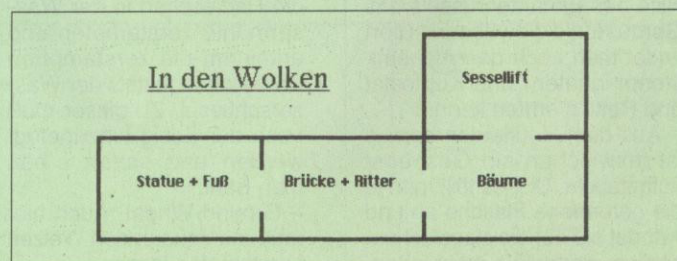 In den Wolken
Sessellift
Statue + Fuß
Brücke + Ritter
Bäume